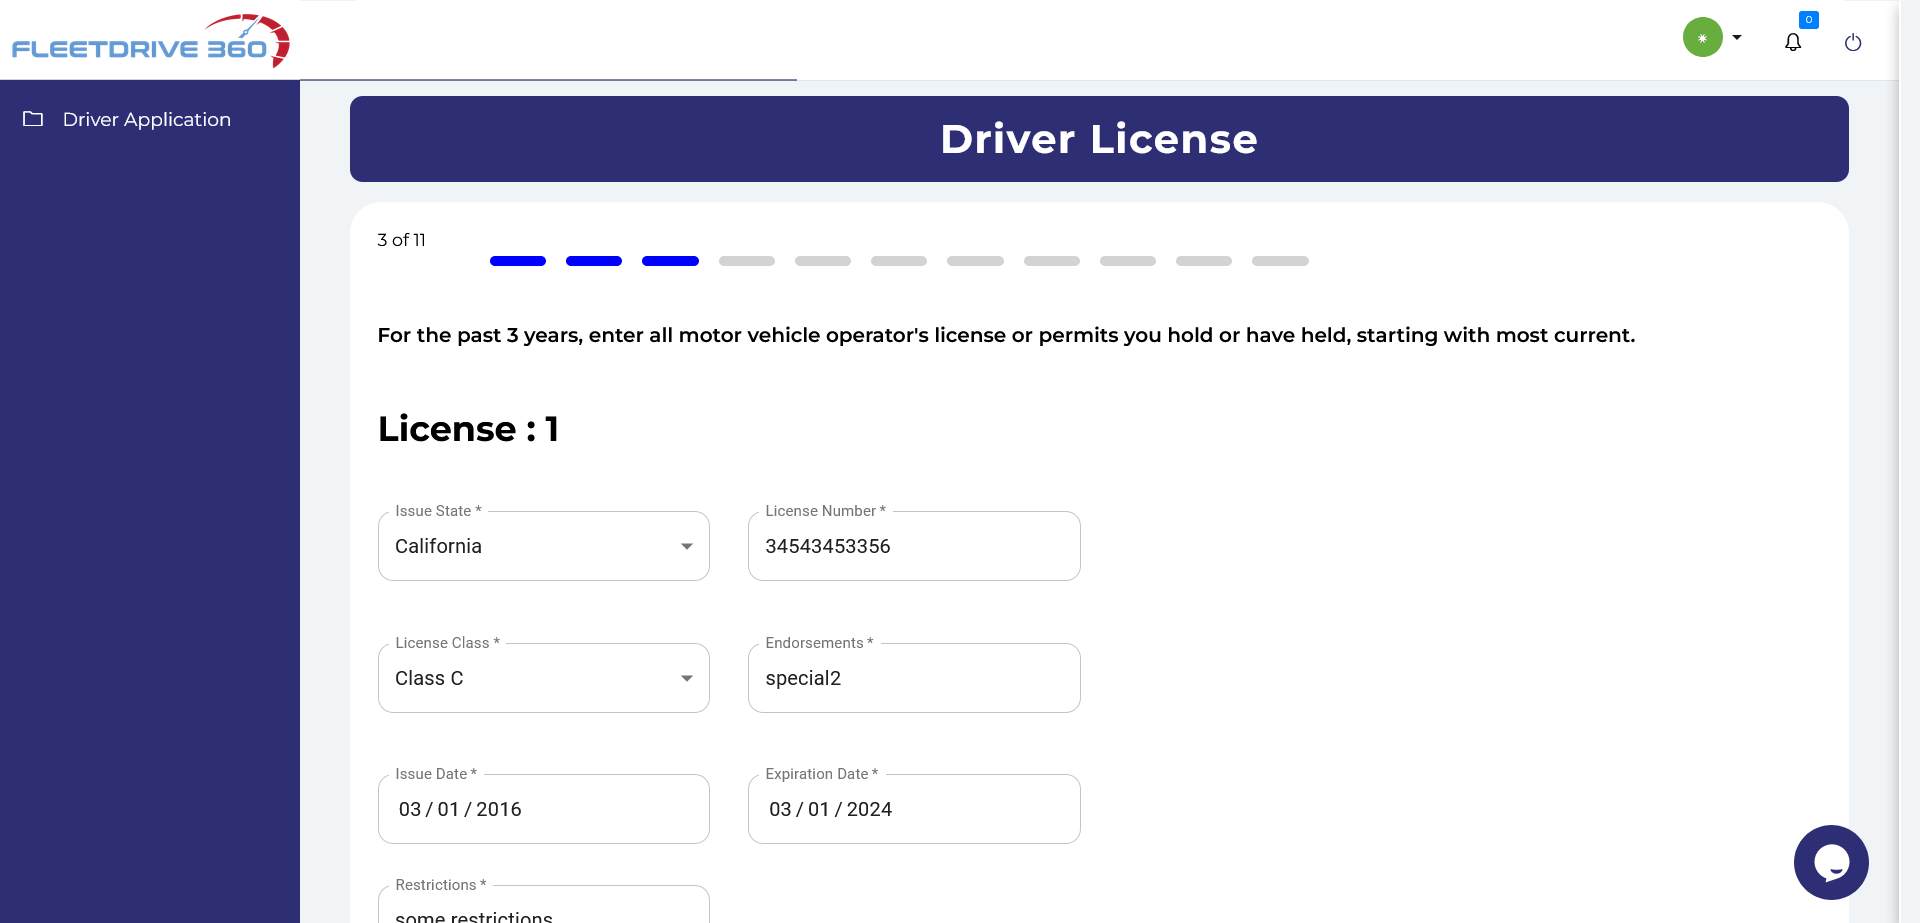 FLEETDRIVE 360
0
Driver Application
Driver License
3 of 11
For the past 3 years, enter all motor vehicle operator's license or permits you hold or have held, starting with most current.
License : 1
Issue State *
California
License Number *
34543453356
License Class *
Class C
Endorsements *
special2
Issue Date *
03 / 01 / 2016
Expiration Date *
03 / 01 / 2024
Restrictions *
some restrictions